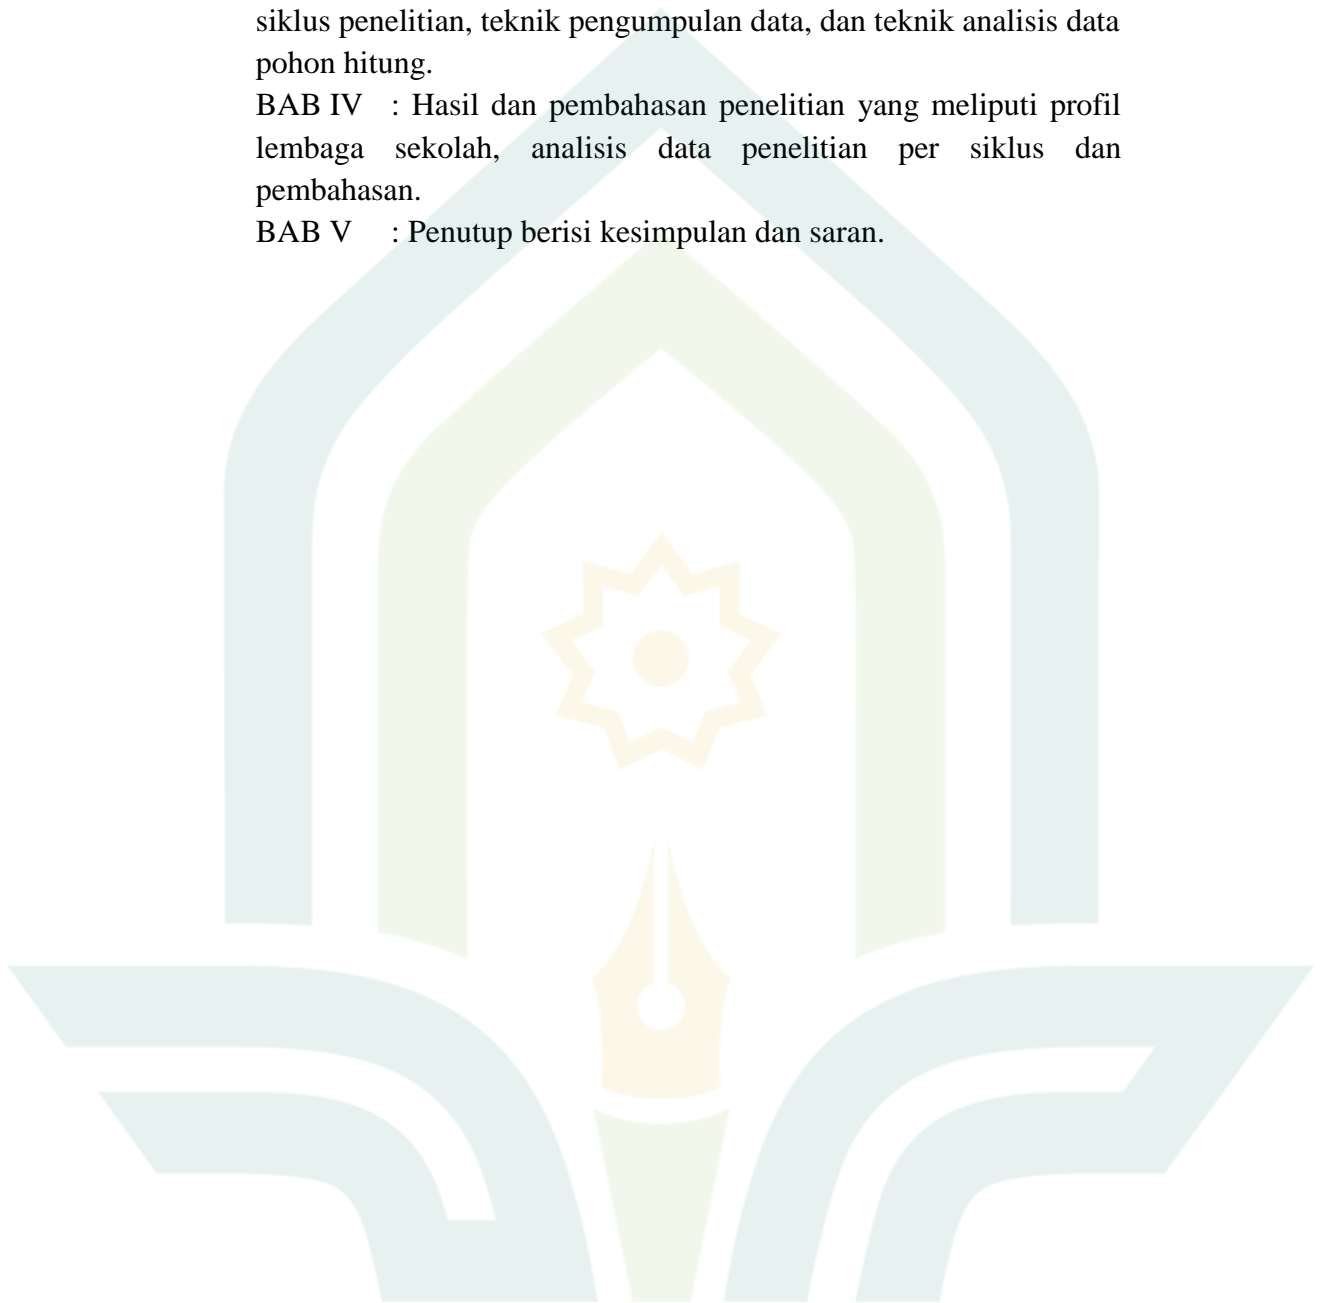 siklus penelitian, teknik pengumpulan data, dan teknik analisis data
pohon hitung.
BAB IV : Hasil dan pembahasan penelitian yang meliputi profil
lembaga sekolah, analisis data penelitian per siklus dan
pembahasan.
BAB V : Penutup berisi kesimpulan dan saran.